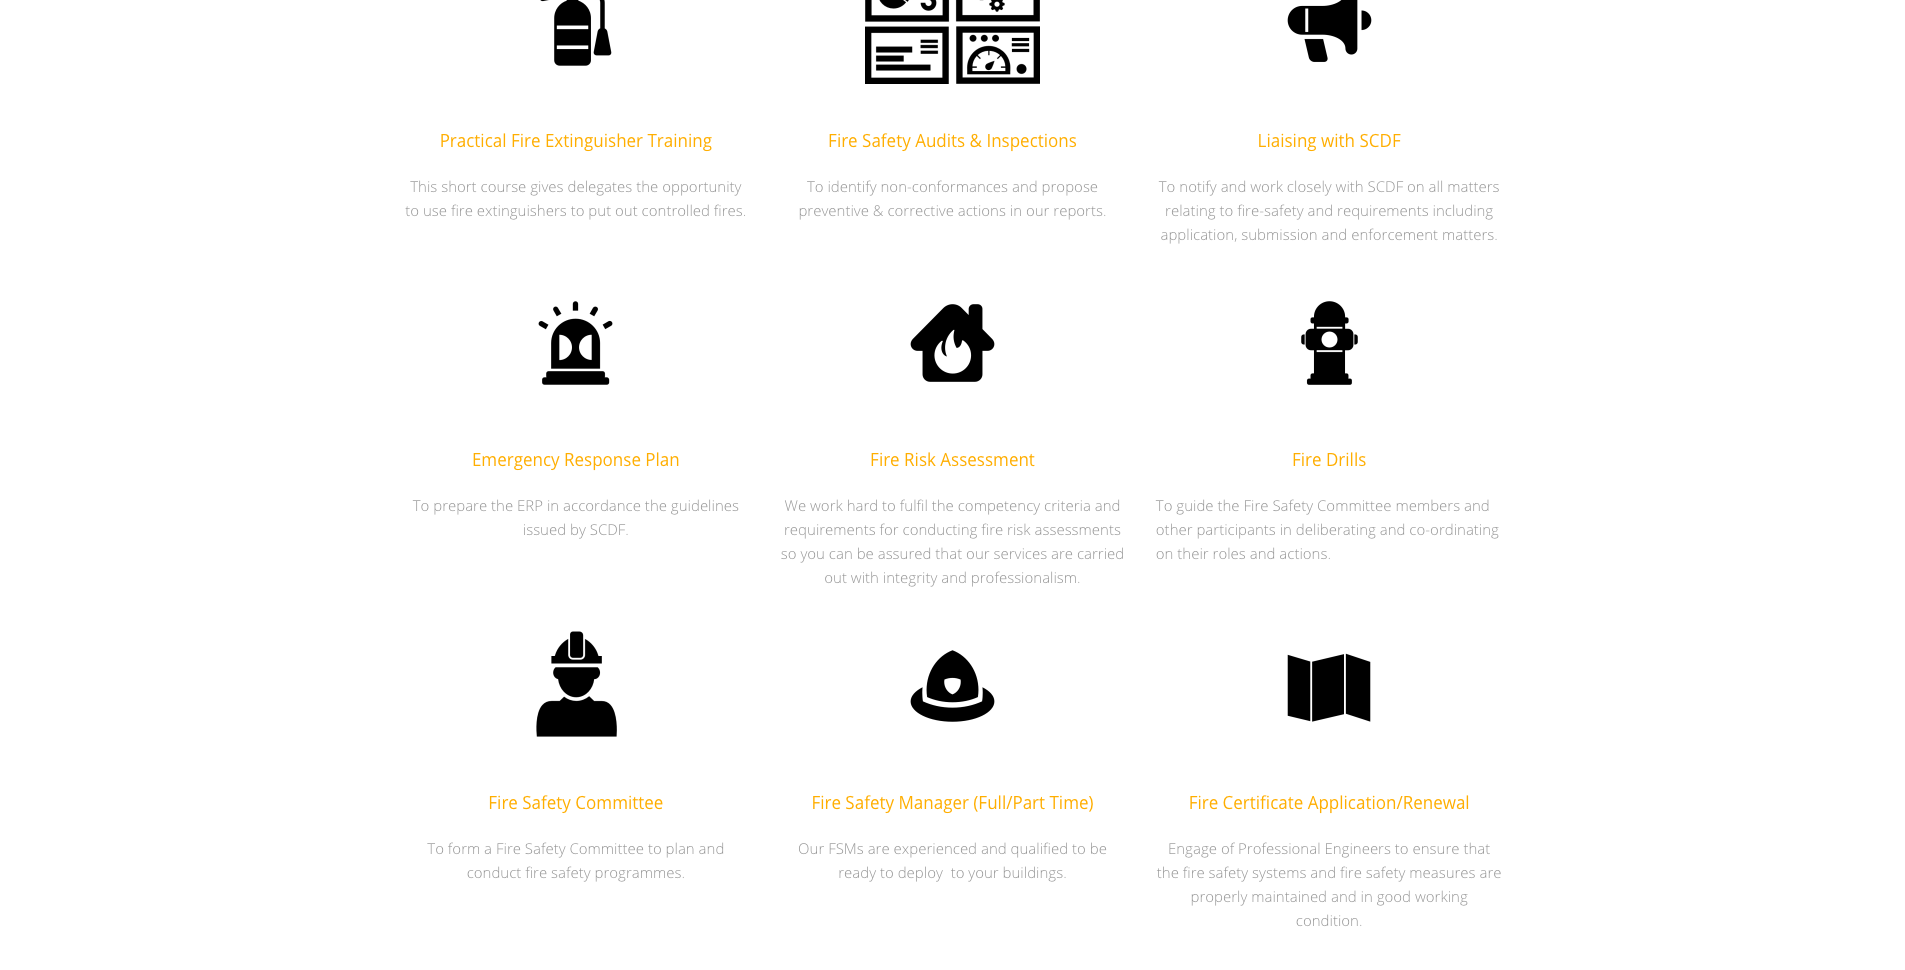 Practical Fire Extinguisher Training
This short course gives delegates the opportunity
to use fire extinguishers to put out controlled fires.
Fire Safety Audits & Inspections
To identify non-conformances and propose
preventive & corrective actions in our reports.
Liaising with SCDF
To notify and work closely with SCDF on all matters
relating to fire-safety and requirements including
application, submission and enforcement matters.
Emergency Response Plan
To prepare the ERP in accordance the guidelines
issued by SCDF.
Fire Risk Assessment
We work hard to fulfil the competency criteria and
requirements for conducting fire risk assessments
so you can be assured that our services are carried
out with integrity and professionalism.
Fire Drills
To guide the Fire Safety Committee members and
other participants in deliberating and co-ordinating
on their roles and actions.
Fire Safety Committee
To form a Fire Safety Committee to plan and
conduct fire safety programmes.
Fire Safety Manager (Full/Part Time)
Our FSMs are experienced and qualified to be
ready to deploy  to your buildings.
Fire Certificate Application/Renewal
Engage of Professional Engineers to ensure that
the fire safety systems and fire safety measures are
properly maintained and in good working
condition.